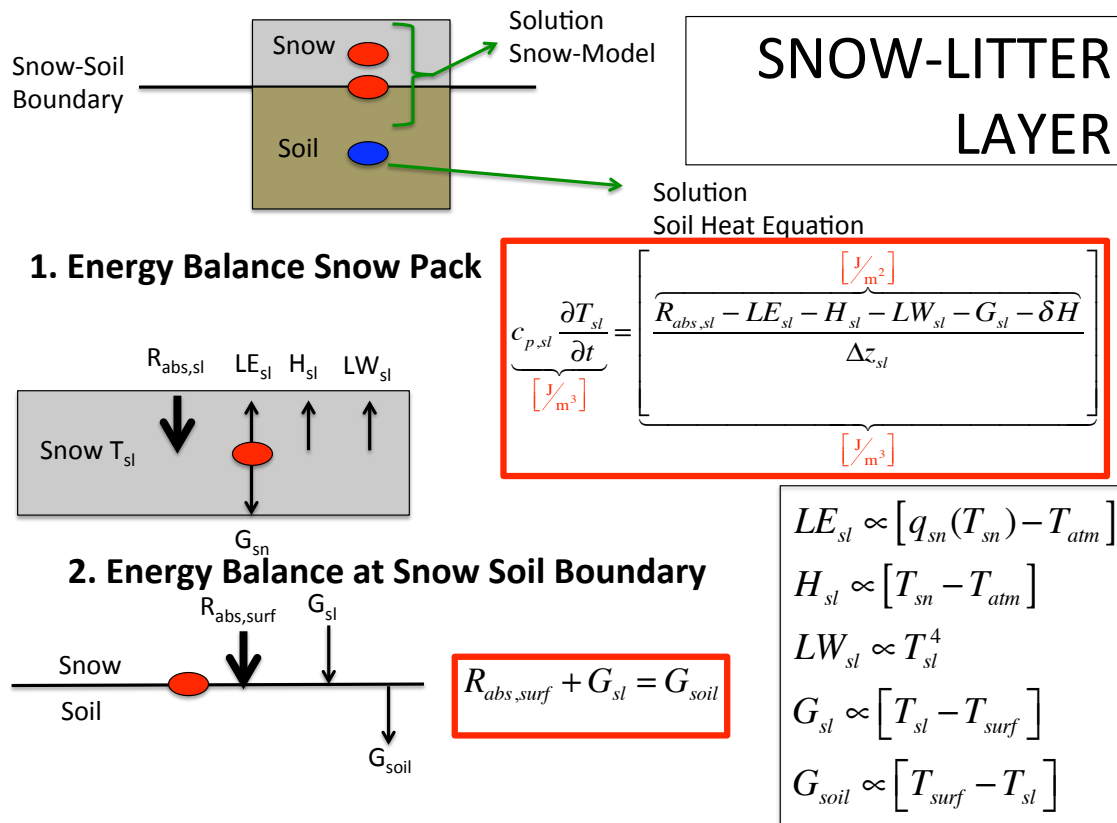 Snow
Solution
Snow-Model
SNOW-LITTER
LAYER
Snow-Soil
Boundary
Soil
Solution
Soil Heat Equation
1. Energy Balance Snow Pack
c_{p,sl} ∂T_{sl}/∂t = [(R_{abs,sl} − LE_{sl} − H_{sl} − LW_{sl} − G_{sl} − δH)/Δz_{sl}]
[J/m²]
[J/m³]
[J/m³]
R_{abs,sl} LE_{sl} H_{sl} LW_{sl}
Snow T_{sl}
G_{sn}
2. Energy Balance at Snow Soil Boundary
R_{abs,surf} G_{sl}
Snow
Soil
G_{soil}
R_{abs,surf} + G_{sl} = G_{soil}
LE_{sl} ∝ [q_{sn}(T_{sn}) − T_{atm}]
H_{sl} ∝ [T_{sn} − T_{atm}]
LW_{sl} ∝ T_{sl}^4
G_{sl} ∝ [T_{sl} − T_{surf}]
G_{soil} ∝ [T_{surf} − T_{sl}]